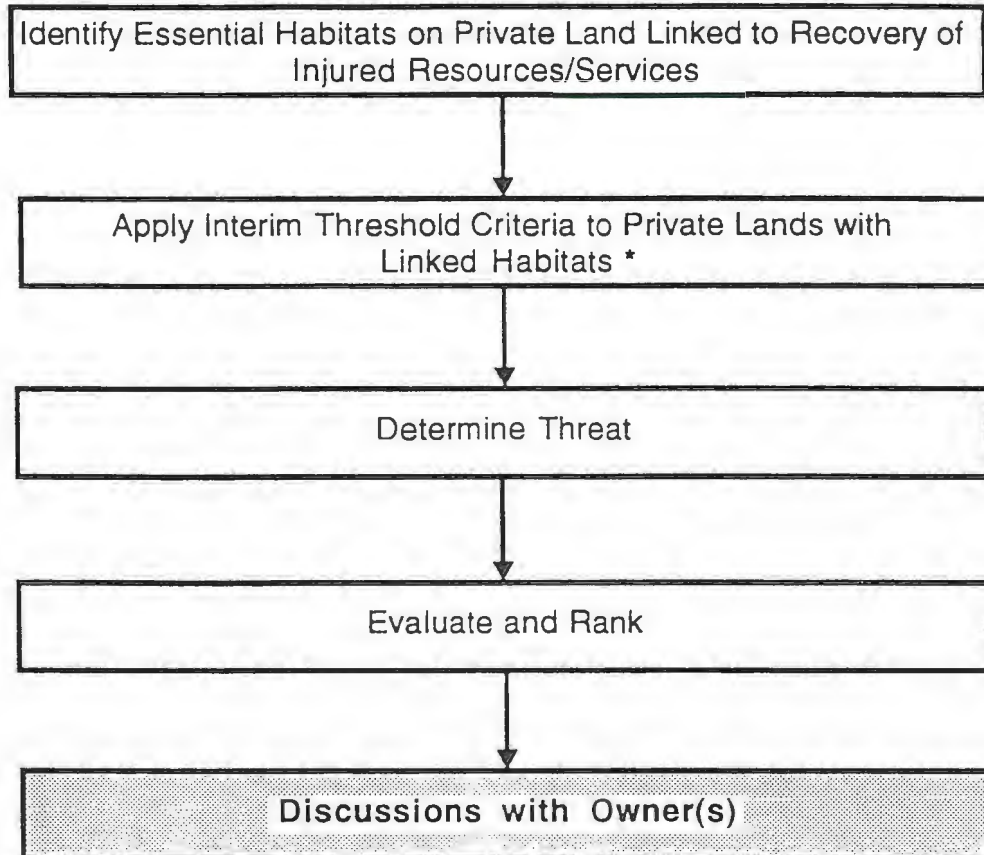 Identify Essential Habitats on Private Land Linked to Recovery of
Injured Resources/Services
Apply Interim Threshold Criteria to Private Lands with
Linked Habitats *
Determine Threat
Evaluate and Rank
Discussions with Owner(s)